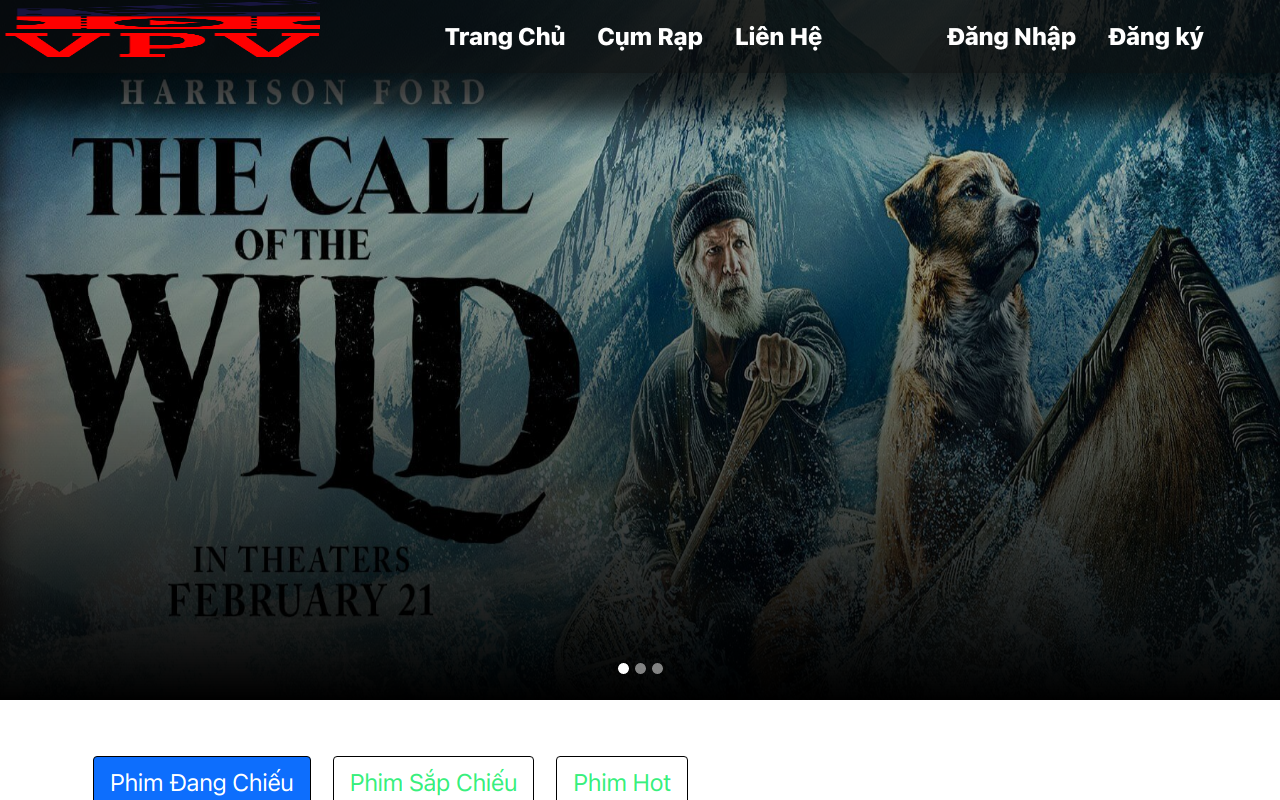 VPV
Trang Chủ
Cụm Rạp
Liên Hệ
Đăng Nhập
Đăng ký
HARRISON FORD
THE CALL
OF THE
WILD
IN THEATERS
FEBRUARY 21
Phim Đang Chiếu
Phim Sắp Chiếu
Phim Hot